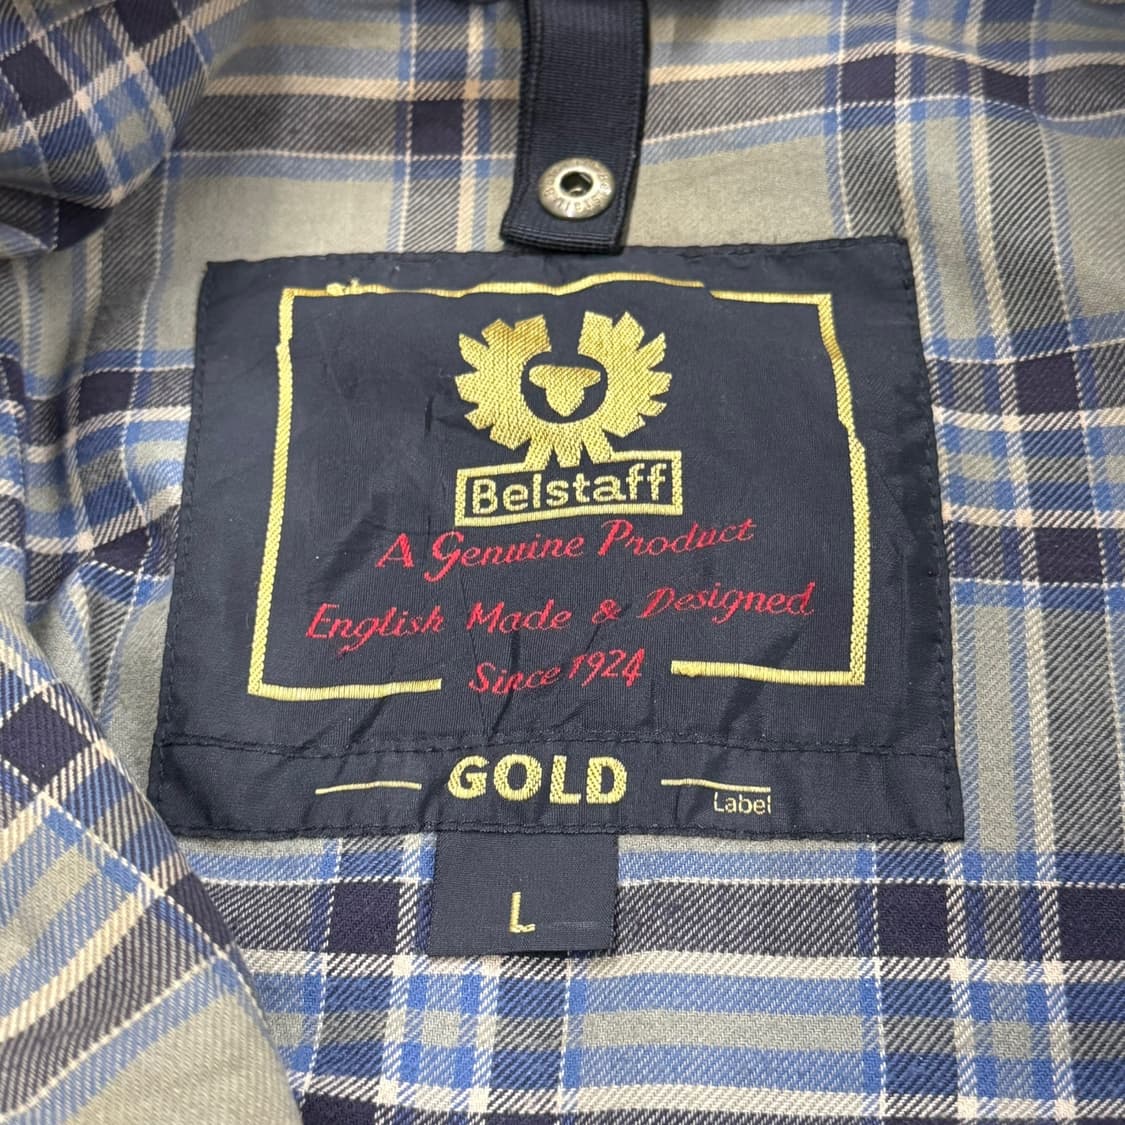 Belstaff
A Genuine Product
English Made & Designed
Since 1924
GOLD
Label
L